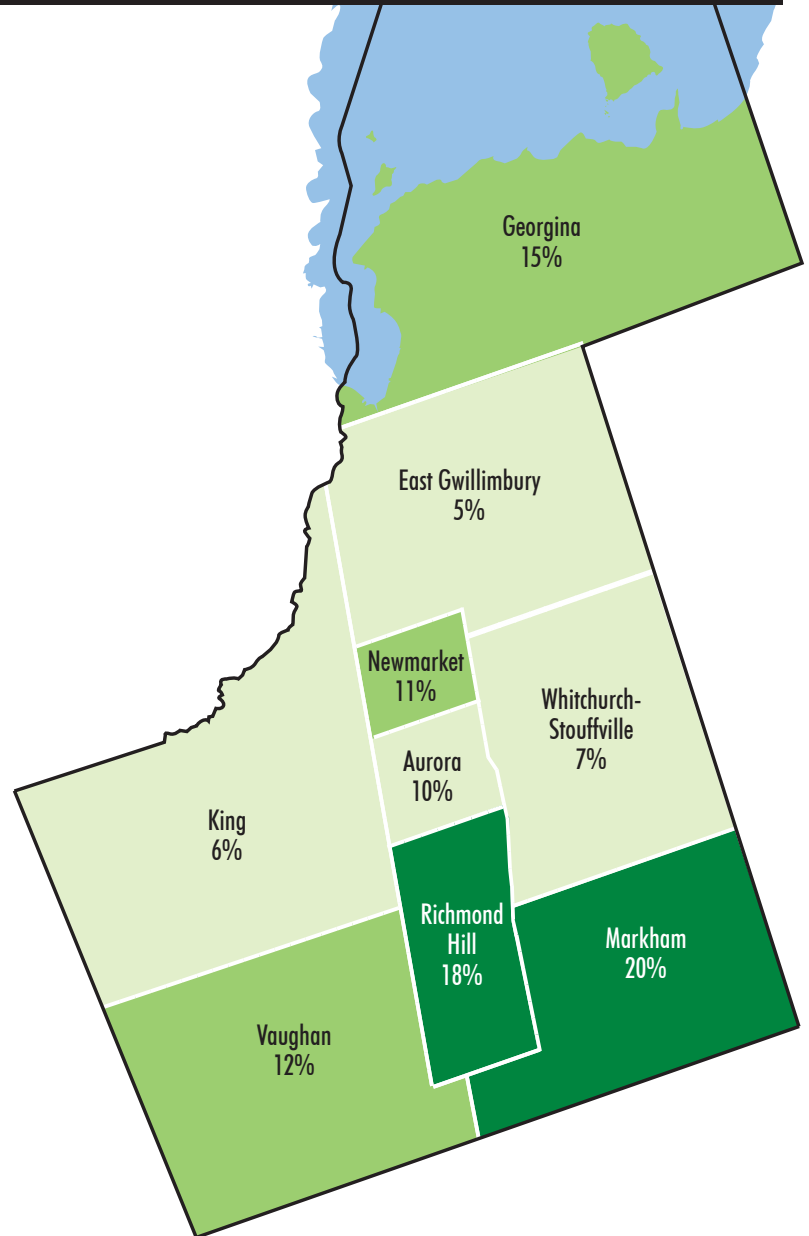 Georgina
15%
East Gwillimbury
5%
Newmarket
11%
Whitchurch-
Stouffville
7%
Aurora
10%
King
6%
Richmond
Hill
18%
Markham
20%
Vaughan
12%